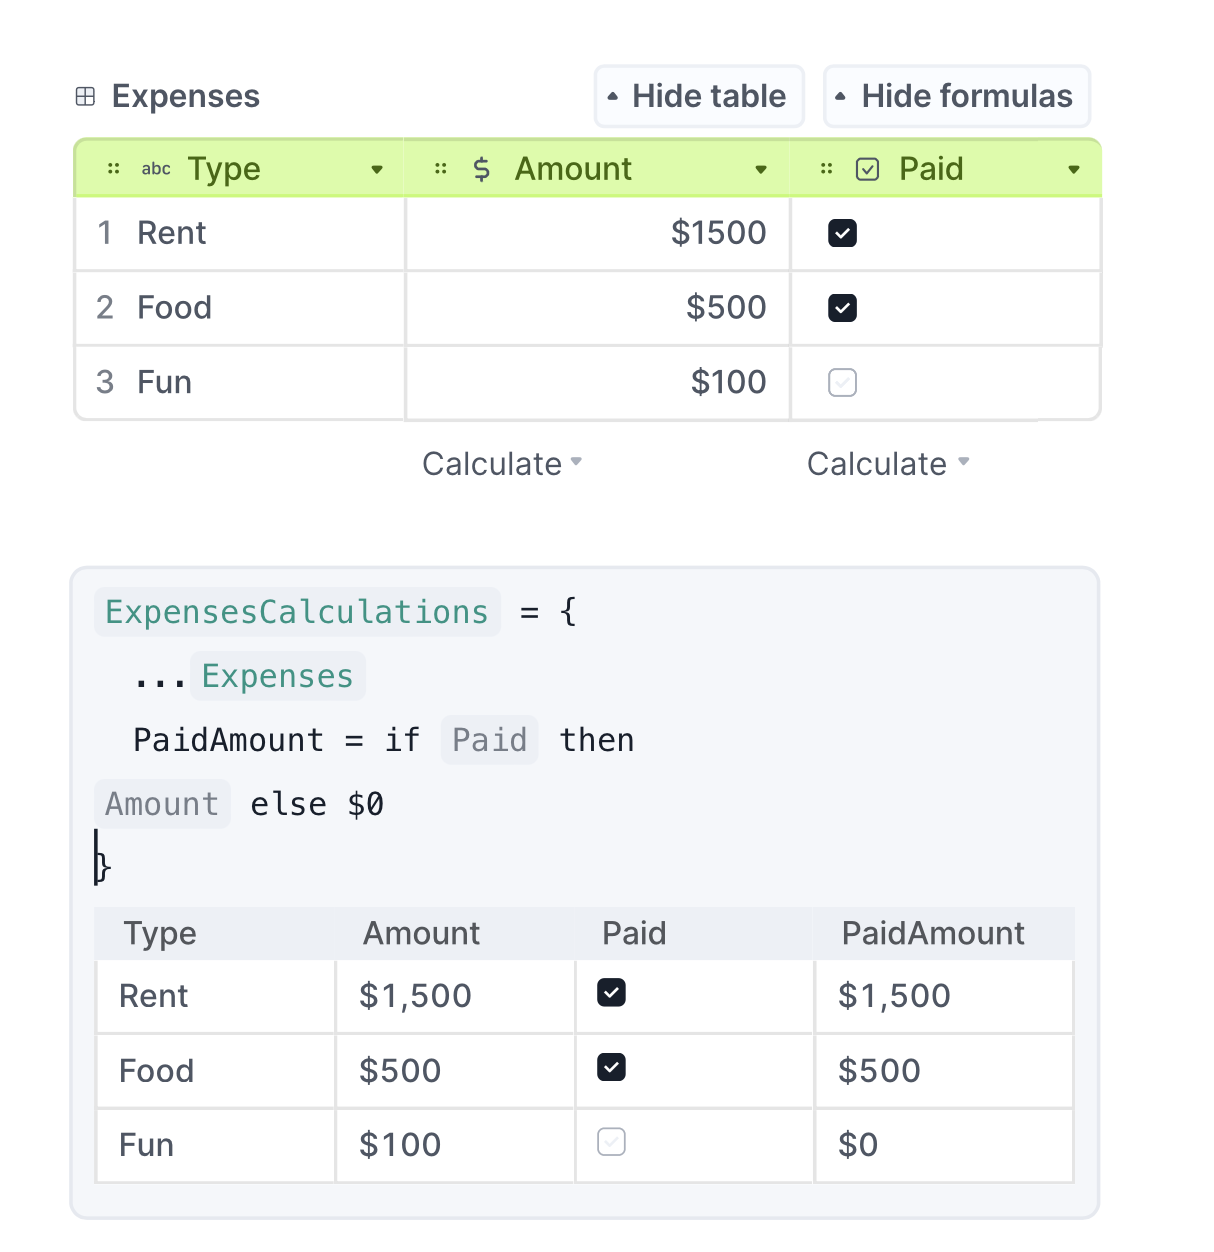 Expenses Hide table Hide formulas
abc Type $ Amount Paid
1 Rent $1500
2 Food $500
3 Fun $100
Calculate Calculate
ExpensesCalculations = {
...Expenses
PaidAmount = if Paid then
Amount else $0
}
Type Amount Paid PaidAmount
Rent $1,500 $1,500
Food $500 $500
Fun $100 $0